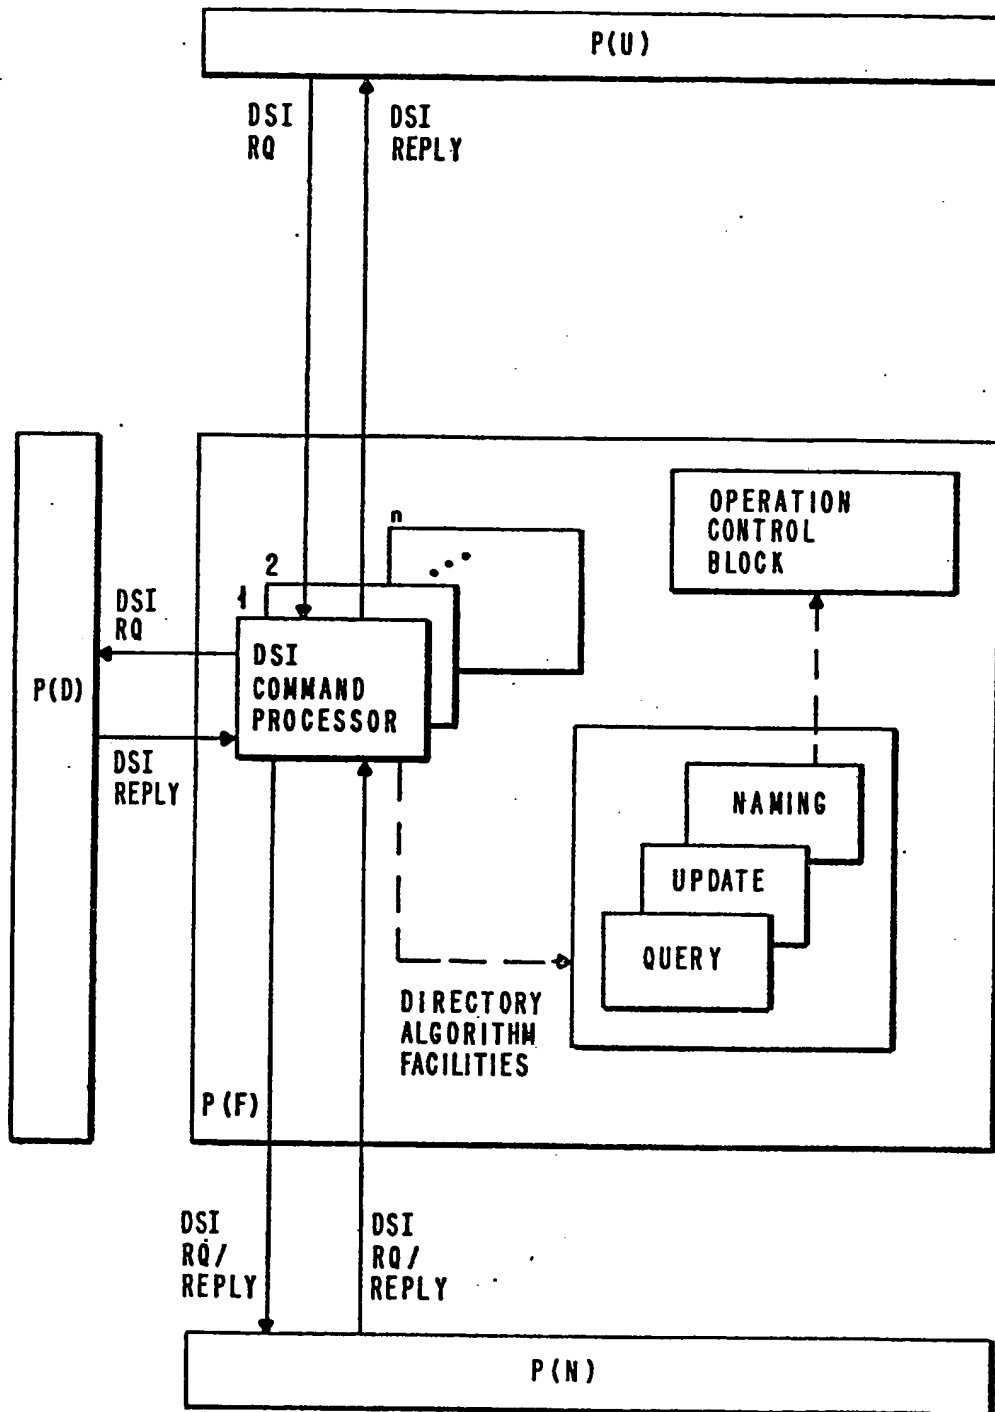 P(U)
DSI
RQ
DSI
REPLY
n
2
1
OPERATION
CONTROL
BLOCK
DSI
RQ
DSI
COMMAND
PROCESSOR
P(D)
DSI
REPLY
NAMING
UPDATE
QUERY
DIRECTORY
ALGORITHM
FACILITIES
P(F)
DSI
RQ/
REPLY
DSI
RQ/
REPLY
P(N)